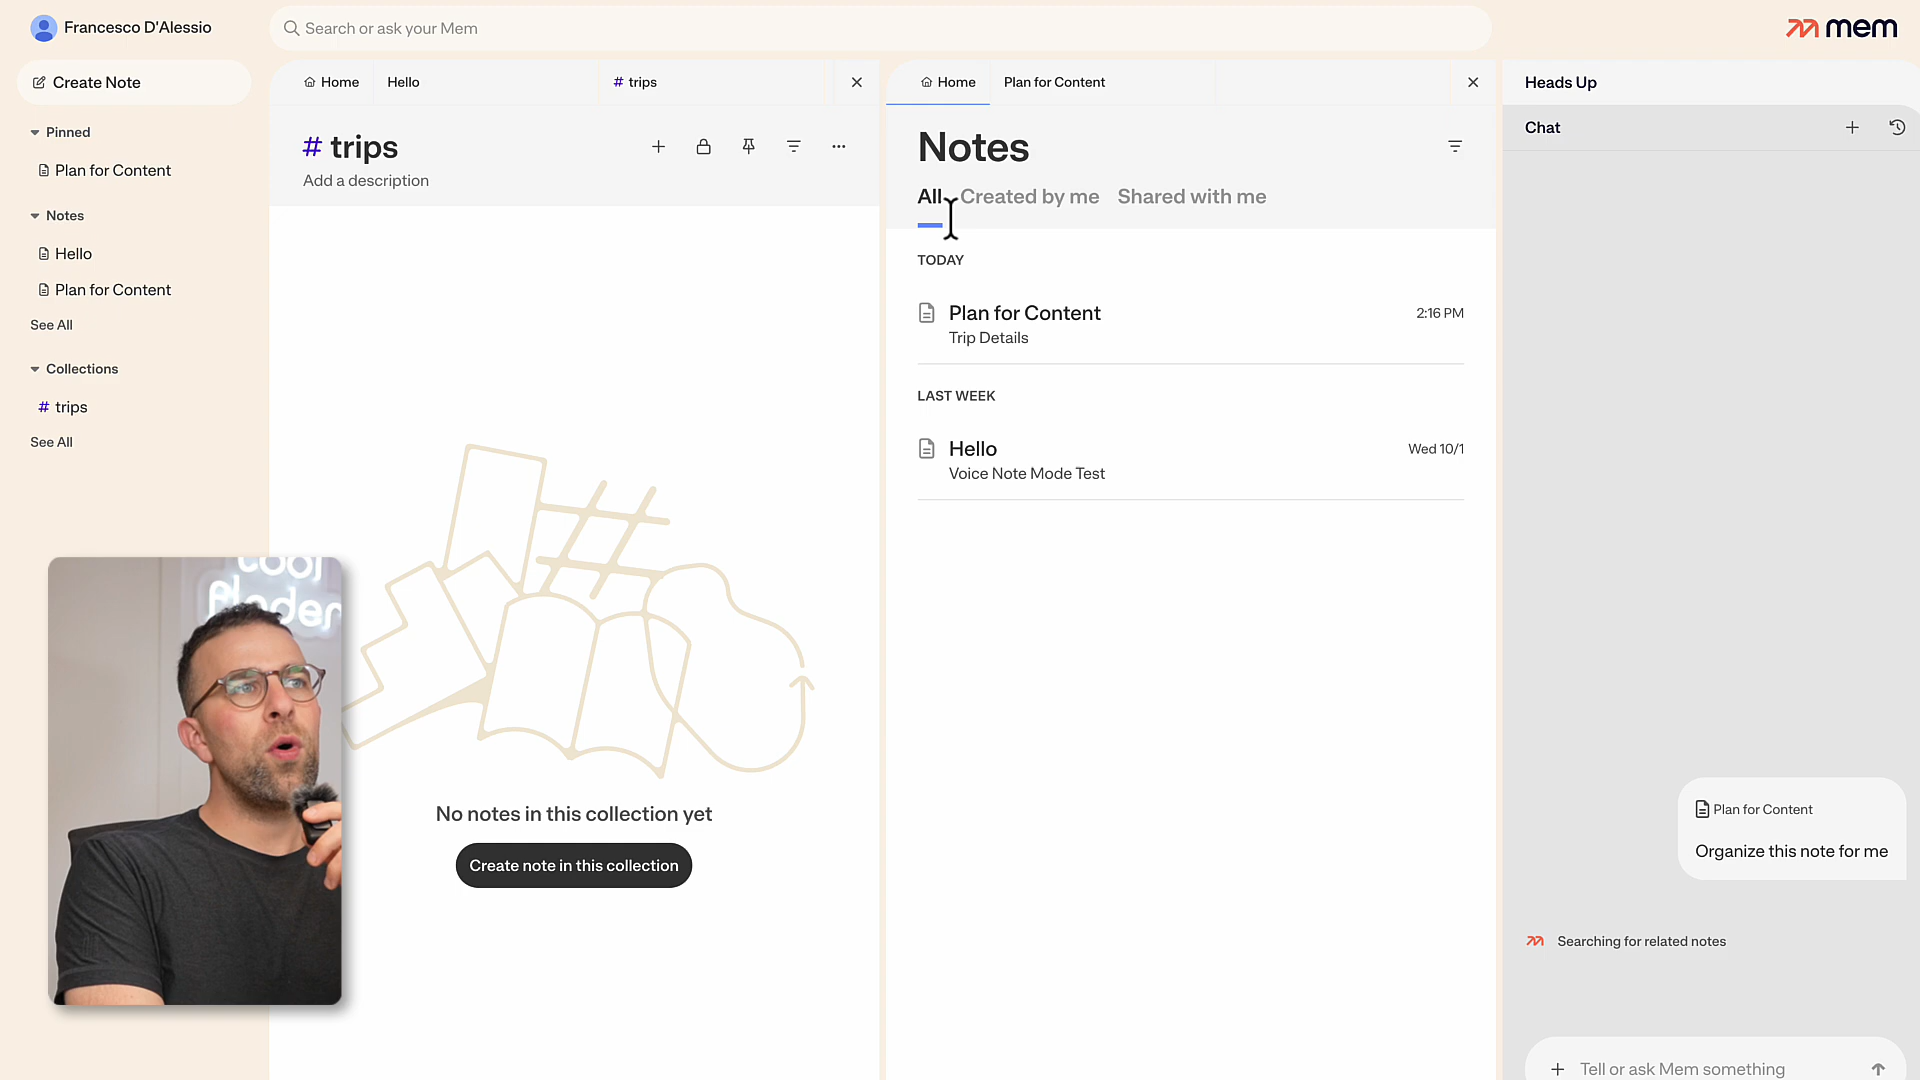 Francesco D'Alessio
Search or ask your Mem
mem
Create Note
Pinned
Plan for Content
Notes
Hello
Plan for Content
See All
Collections
# trips
See All
Home
Hello
# trips
# trips
Add a description
No notes in this collection yet
Create note in this collection
Home
Plan for Content
Notes
All
Created by me
Shared with me
TODAY
Plan for Content
2:16 PM
Trip Details
LAST WEEK
Hello
Wed 10/1
Voice Note Mode Test
Heads Up
Chat
Plan for Content
Organize this note for me
Searching for related notes
Tell or ask Mem something
cool